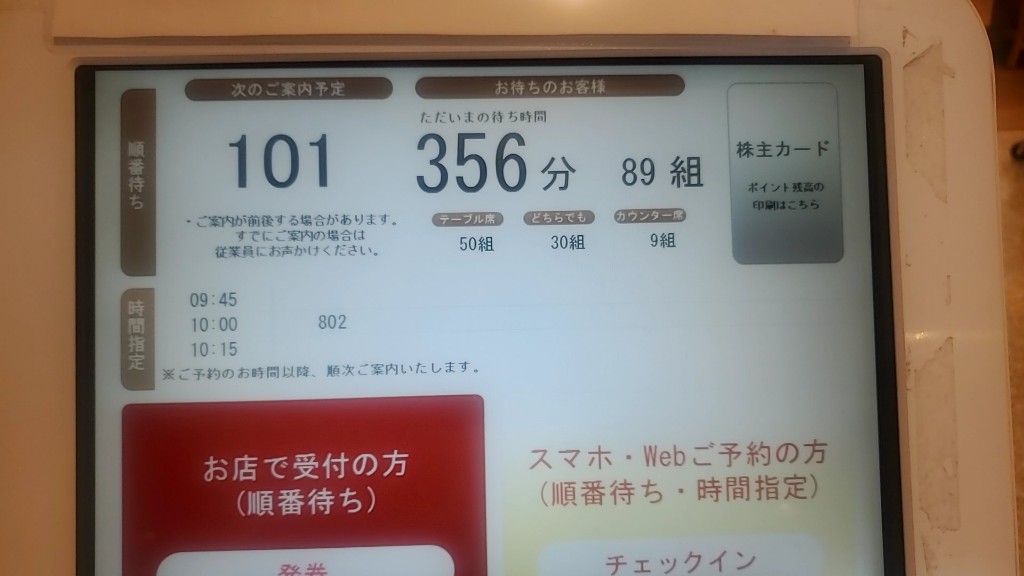 次のご案内予定
お待ちのお客様
順番待ち
101
ただいまの待ち時間
356分 89組
・ご案内が前後する場合があります。
すでにご案内の場合は
従業員にお声かけください。
テーブル席 どちらでも カウンター席
50組 30組 9組
株主カード
ポイント残高の
印刷はこちら
時間指定
09:45
10:00 802
10:15
※ご予約のお時間以降、順次ご案内いたします。
お店で受付の方
(順番待ち)
発券
スマホ・Webご予約の方
(順番待ち・時間指定)
チェックイン